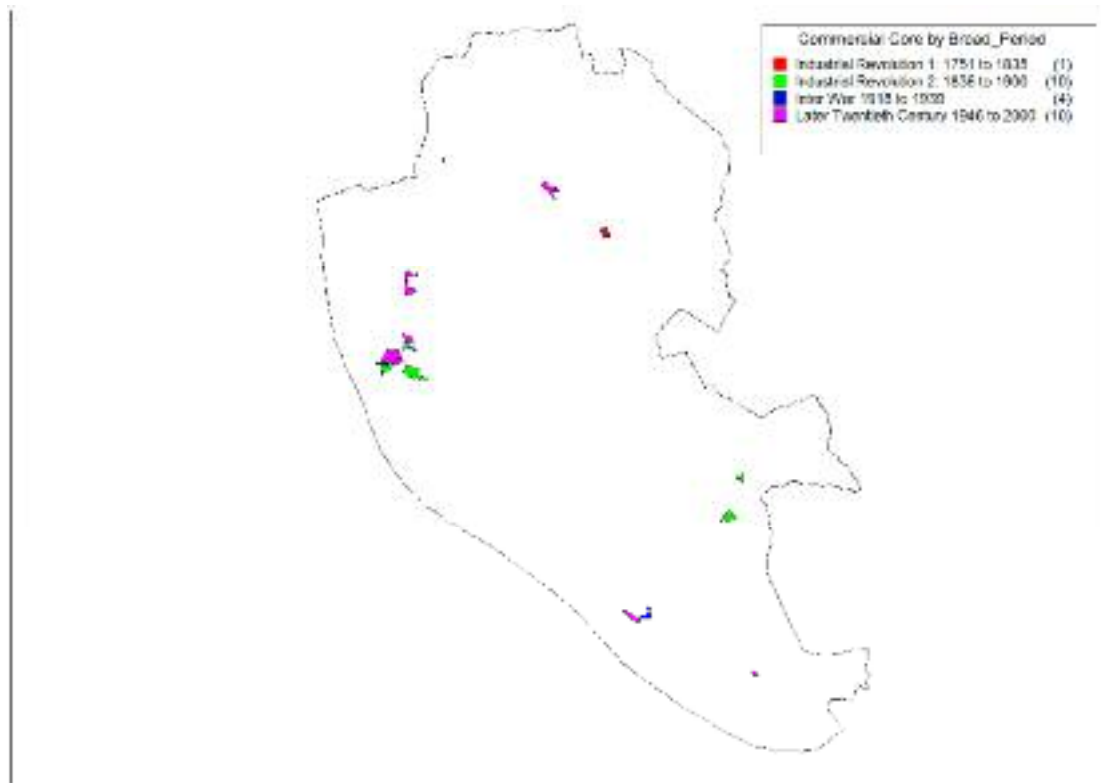 Commercial Core by Broad_Period
Industrial Revolution 1: 1751 to 1835 (1)
Industrial Revolution 2: 1836 to 1900 (10)
Inter War 1918 to 1939 (4)
Later Twentieth Century 1946 to 2000 (10)